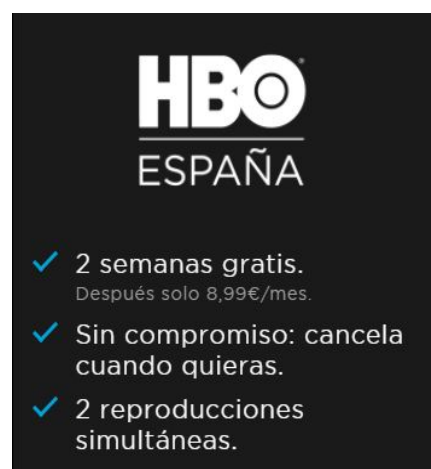 HBO
ESPAÑA
2 semanas gratis.
Después solo 8,99€/mes.
Sin compromiso: cancela
cuando quieras.
2 reproducciones
simultáneas.